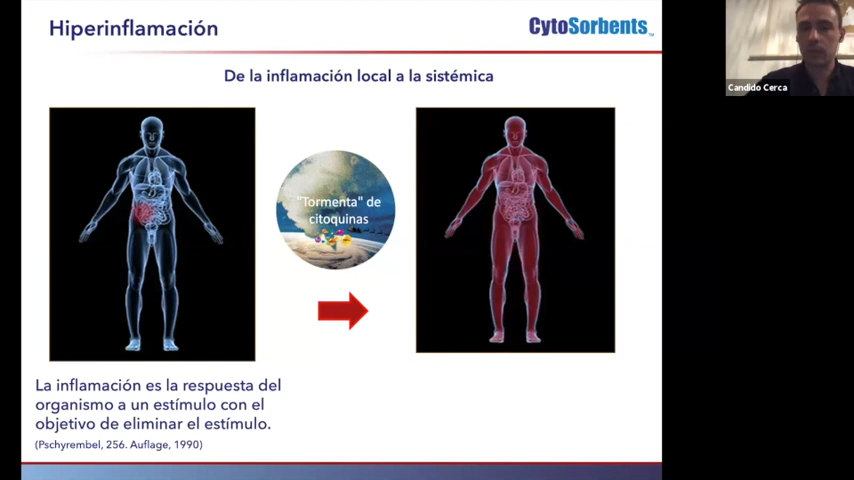 Hiperinflamación
CytoSorbents™
De la inflamación local a la sistémica
"Tormenta" de
citoquinas
La inflamación es la respuesta del
organismo a un estímulo con el
objetivo de eliminar el estímulo.
(Pschyrembel, 256. Auflage, 1990)
Candido Cerca